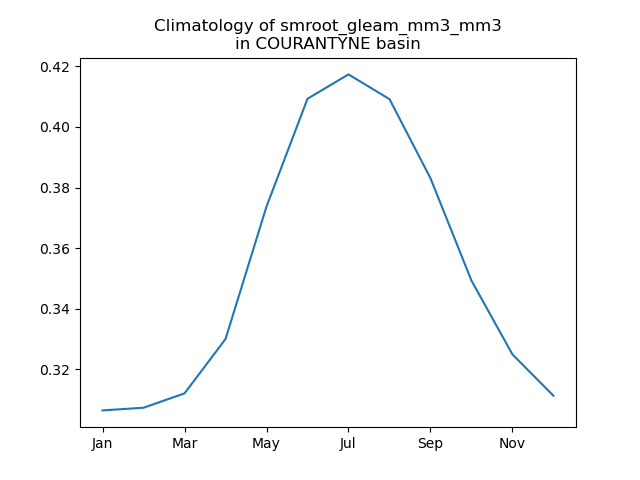 Climatology of smroot_gleam_mm3_mm3
in COURANTYNE basin
0.42
0.40
0.38
0.36
0.34
0.32
Jan Mar May Jul Sep Nov